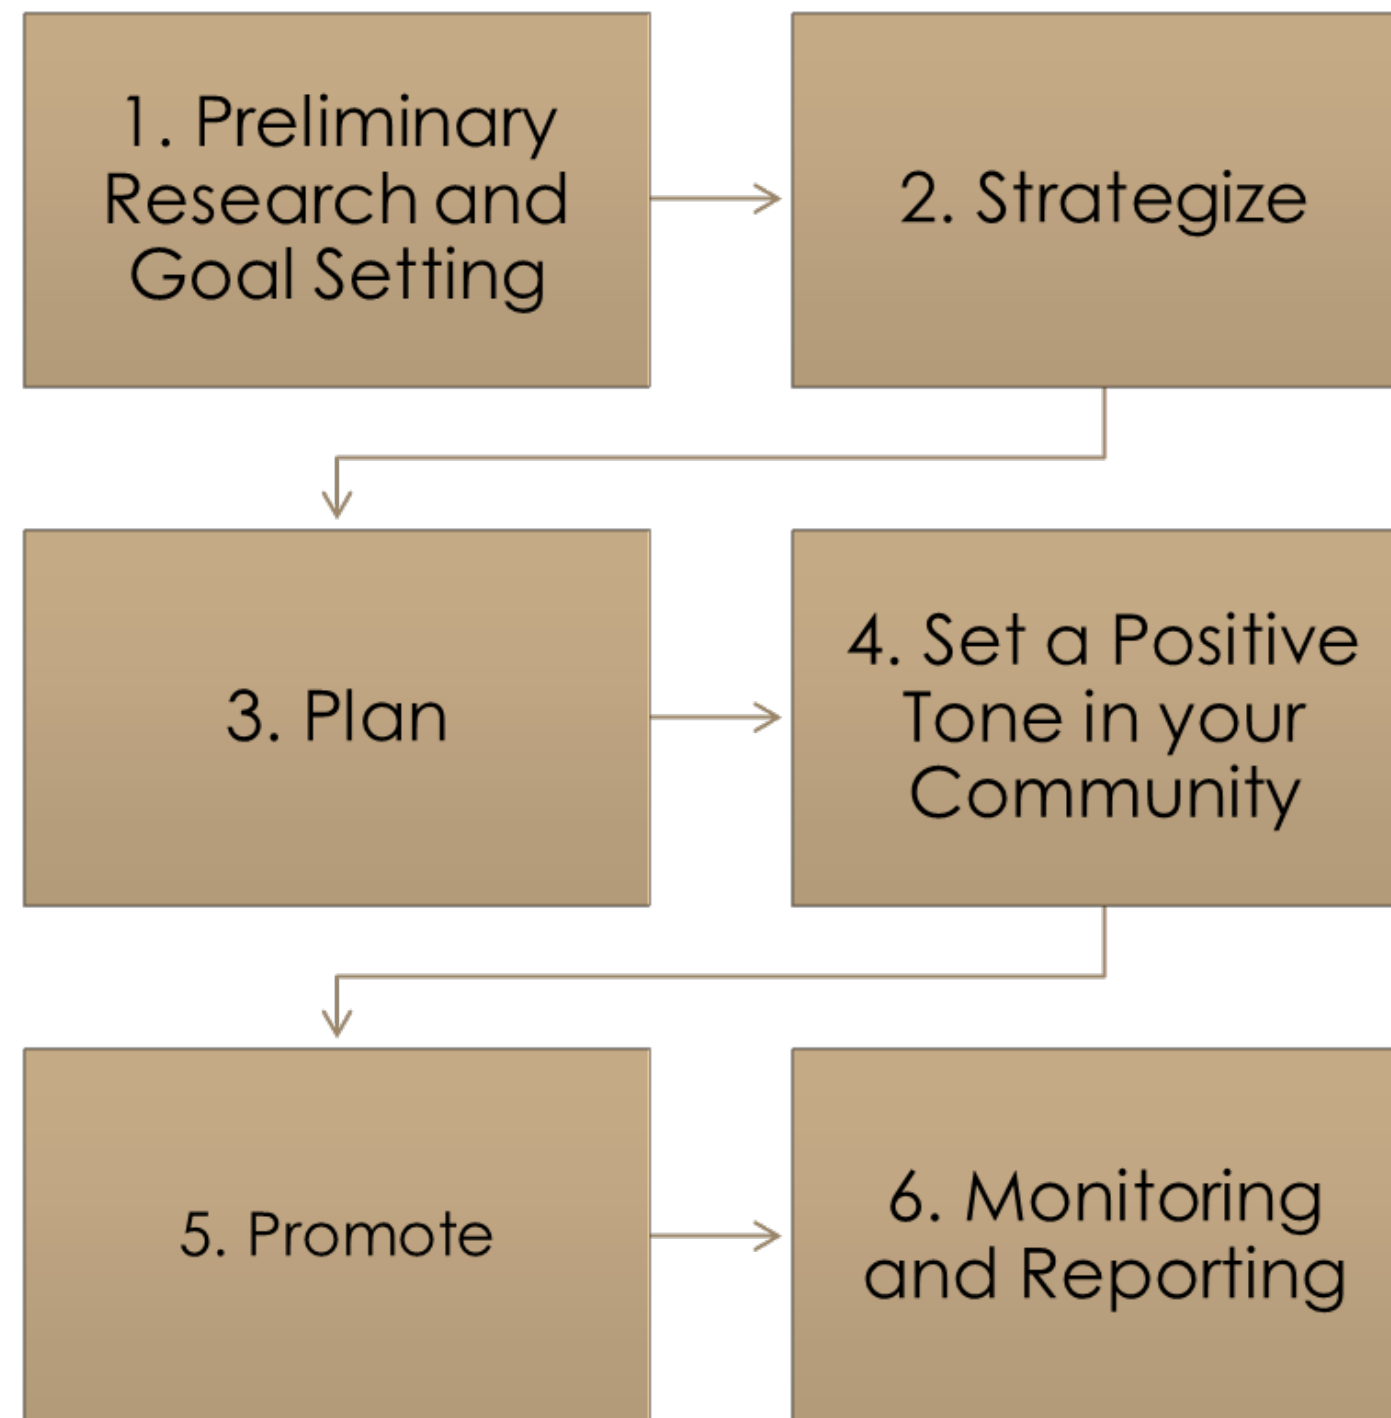 1. Preliminary
Research and
Goal Setting
2. Strategize
3. Plan
4. Set a Positive
Tone in your
Community
5. Promote
6. Monitoring
and Reporting